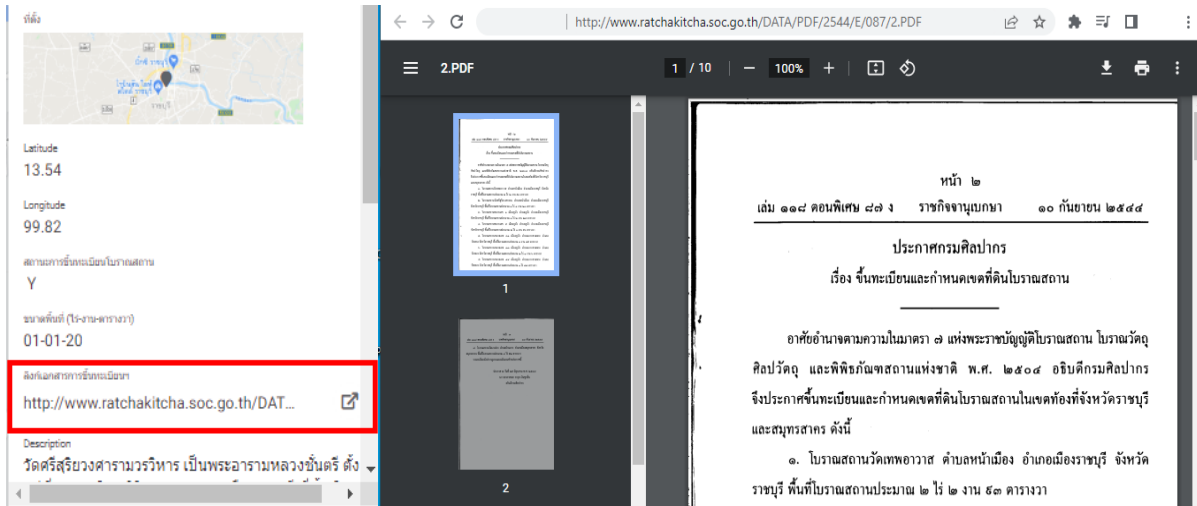 ที่ตั้ง
Latitude
13.54
Longitude
99.82
สถานะการขึ้นทะเบียนโบราณสถาน
Y
ขนาดพื้นที่ (ไร่-งาน-ตารางวา)
01-01-20
ลิงก์เอกสารการขึ้นทะเบียนฯ
http://www.ratchakitcha.soc.go.th/DAT...
Description
วัดศรีสุริยวงศารามวรวิหาร เป็นพระอารามหลวงชั้นตรี ตั้ง
http://www.ratchakitcha.soc.go.th/DATA/PDF/2544/E/087/2.PDF
2.PDF
1 / 10
100%
1
2
หน้า ๒
เล่ม ๑๑๘ ตอนพิเศษ ๘๗ ง ราชกิจจานุเบกษา ๑๐ กันยายน ๒๕๔๔
ประกาศกรมศิลปากร
เรื่อง ขึ้นทะเบียนและกำหนดเขตที่ดินโบราณสถาน
อาศัยอำนาจตามความในมาตรา ๗ แห่งพระราชบัญญัติโบราณสถาน โบราณวัตถุ
ศิลปวัตถุ และพิพิธภัณฑสถานแห่งชาติ พ.ศ. ๒๕๐๔ อธิบดีกรมศิลปากร
จึงประกาศขึ้นทะเบียนและกำหนดเขตที่ดินโบราณสถานในเขตท้องที่จังหวัดราชบุรี
และสมุทรสาคร ดังนี้
๑. โบราณสถานวัดเทพอาวาส ตำบลหน้าเมือง อำเภอเมืองราชบุรี จังหวัด
ราชบุรี พื้นที่โบราณสถานประมาณ ๒ ไร่ ๒ งาน ๕๓ ตารางวา